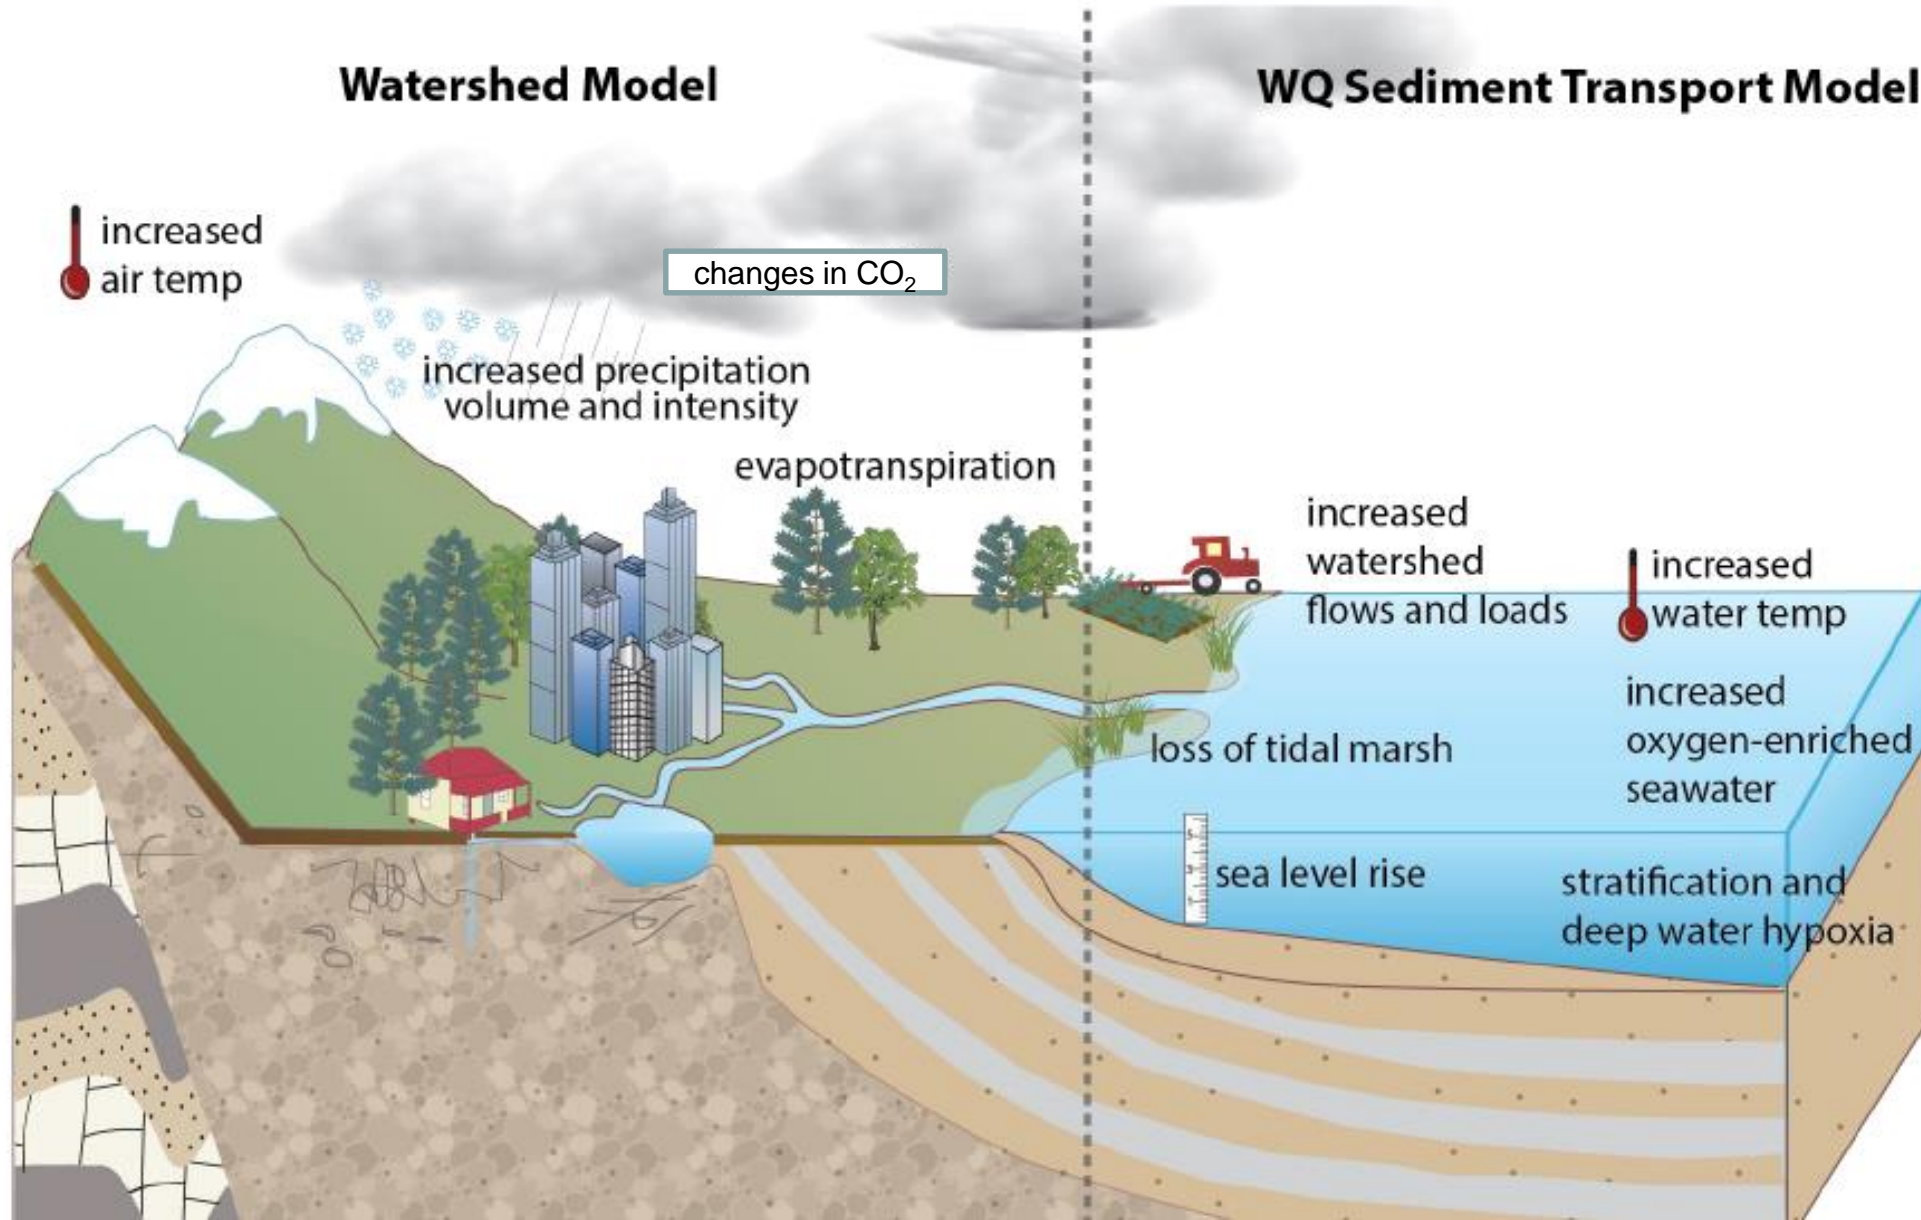 Watershed Model
WQ Sediment Transport Model
increased
air temp
changes in CO₂
increased precipitation
volume and intensity
evapotranspiration
increased
watershed
flows and loads
increased
water temp
increased
oxygen-enriched
seawater
loss of tidal marsh
sea level rise
stratification and
deep water hypoxia